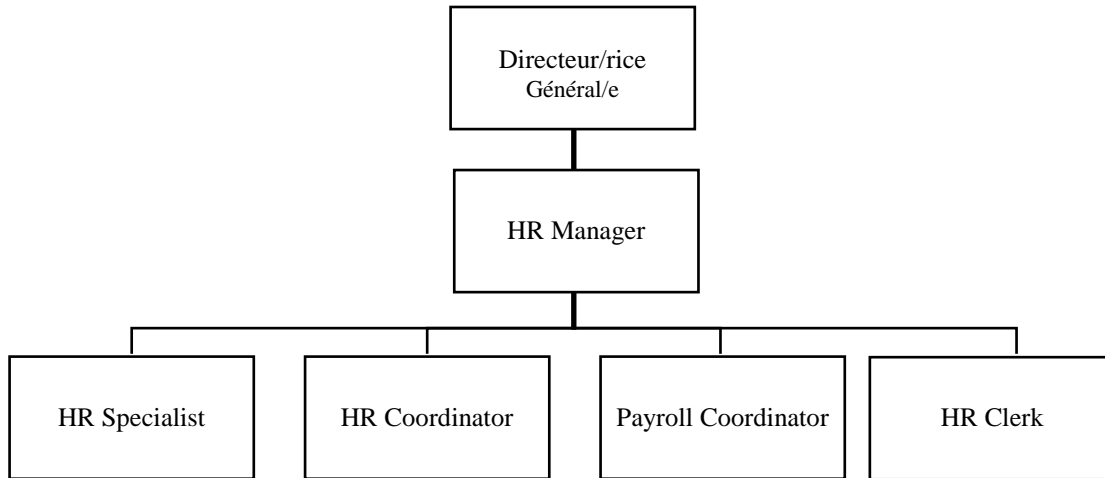 Directeur/rice
Général/e
HR Manager
HR Specialist
HR Coordinator
Payroll Coordinator
HR Clerk